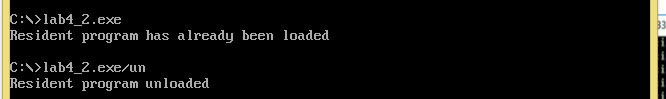 C:\>lab4_2.exe
Resident program has already been loaded
C:\>lab4_2.exe/un
Resident program unloaded